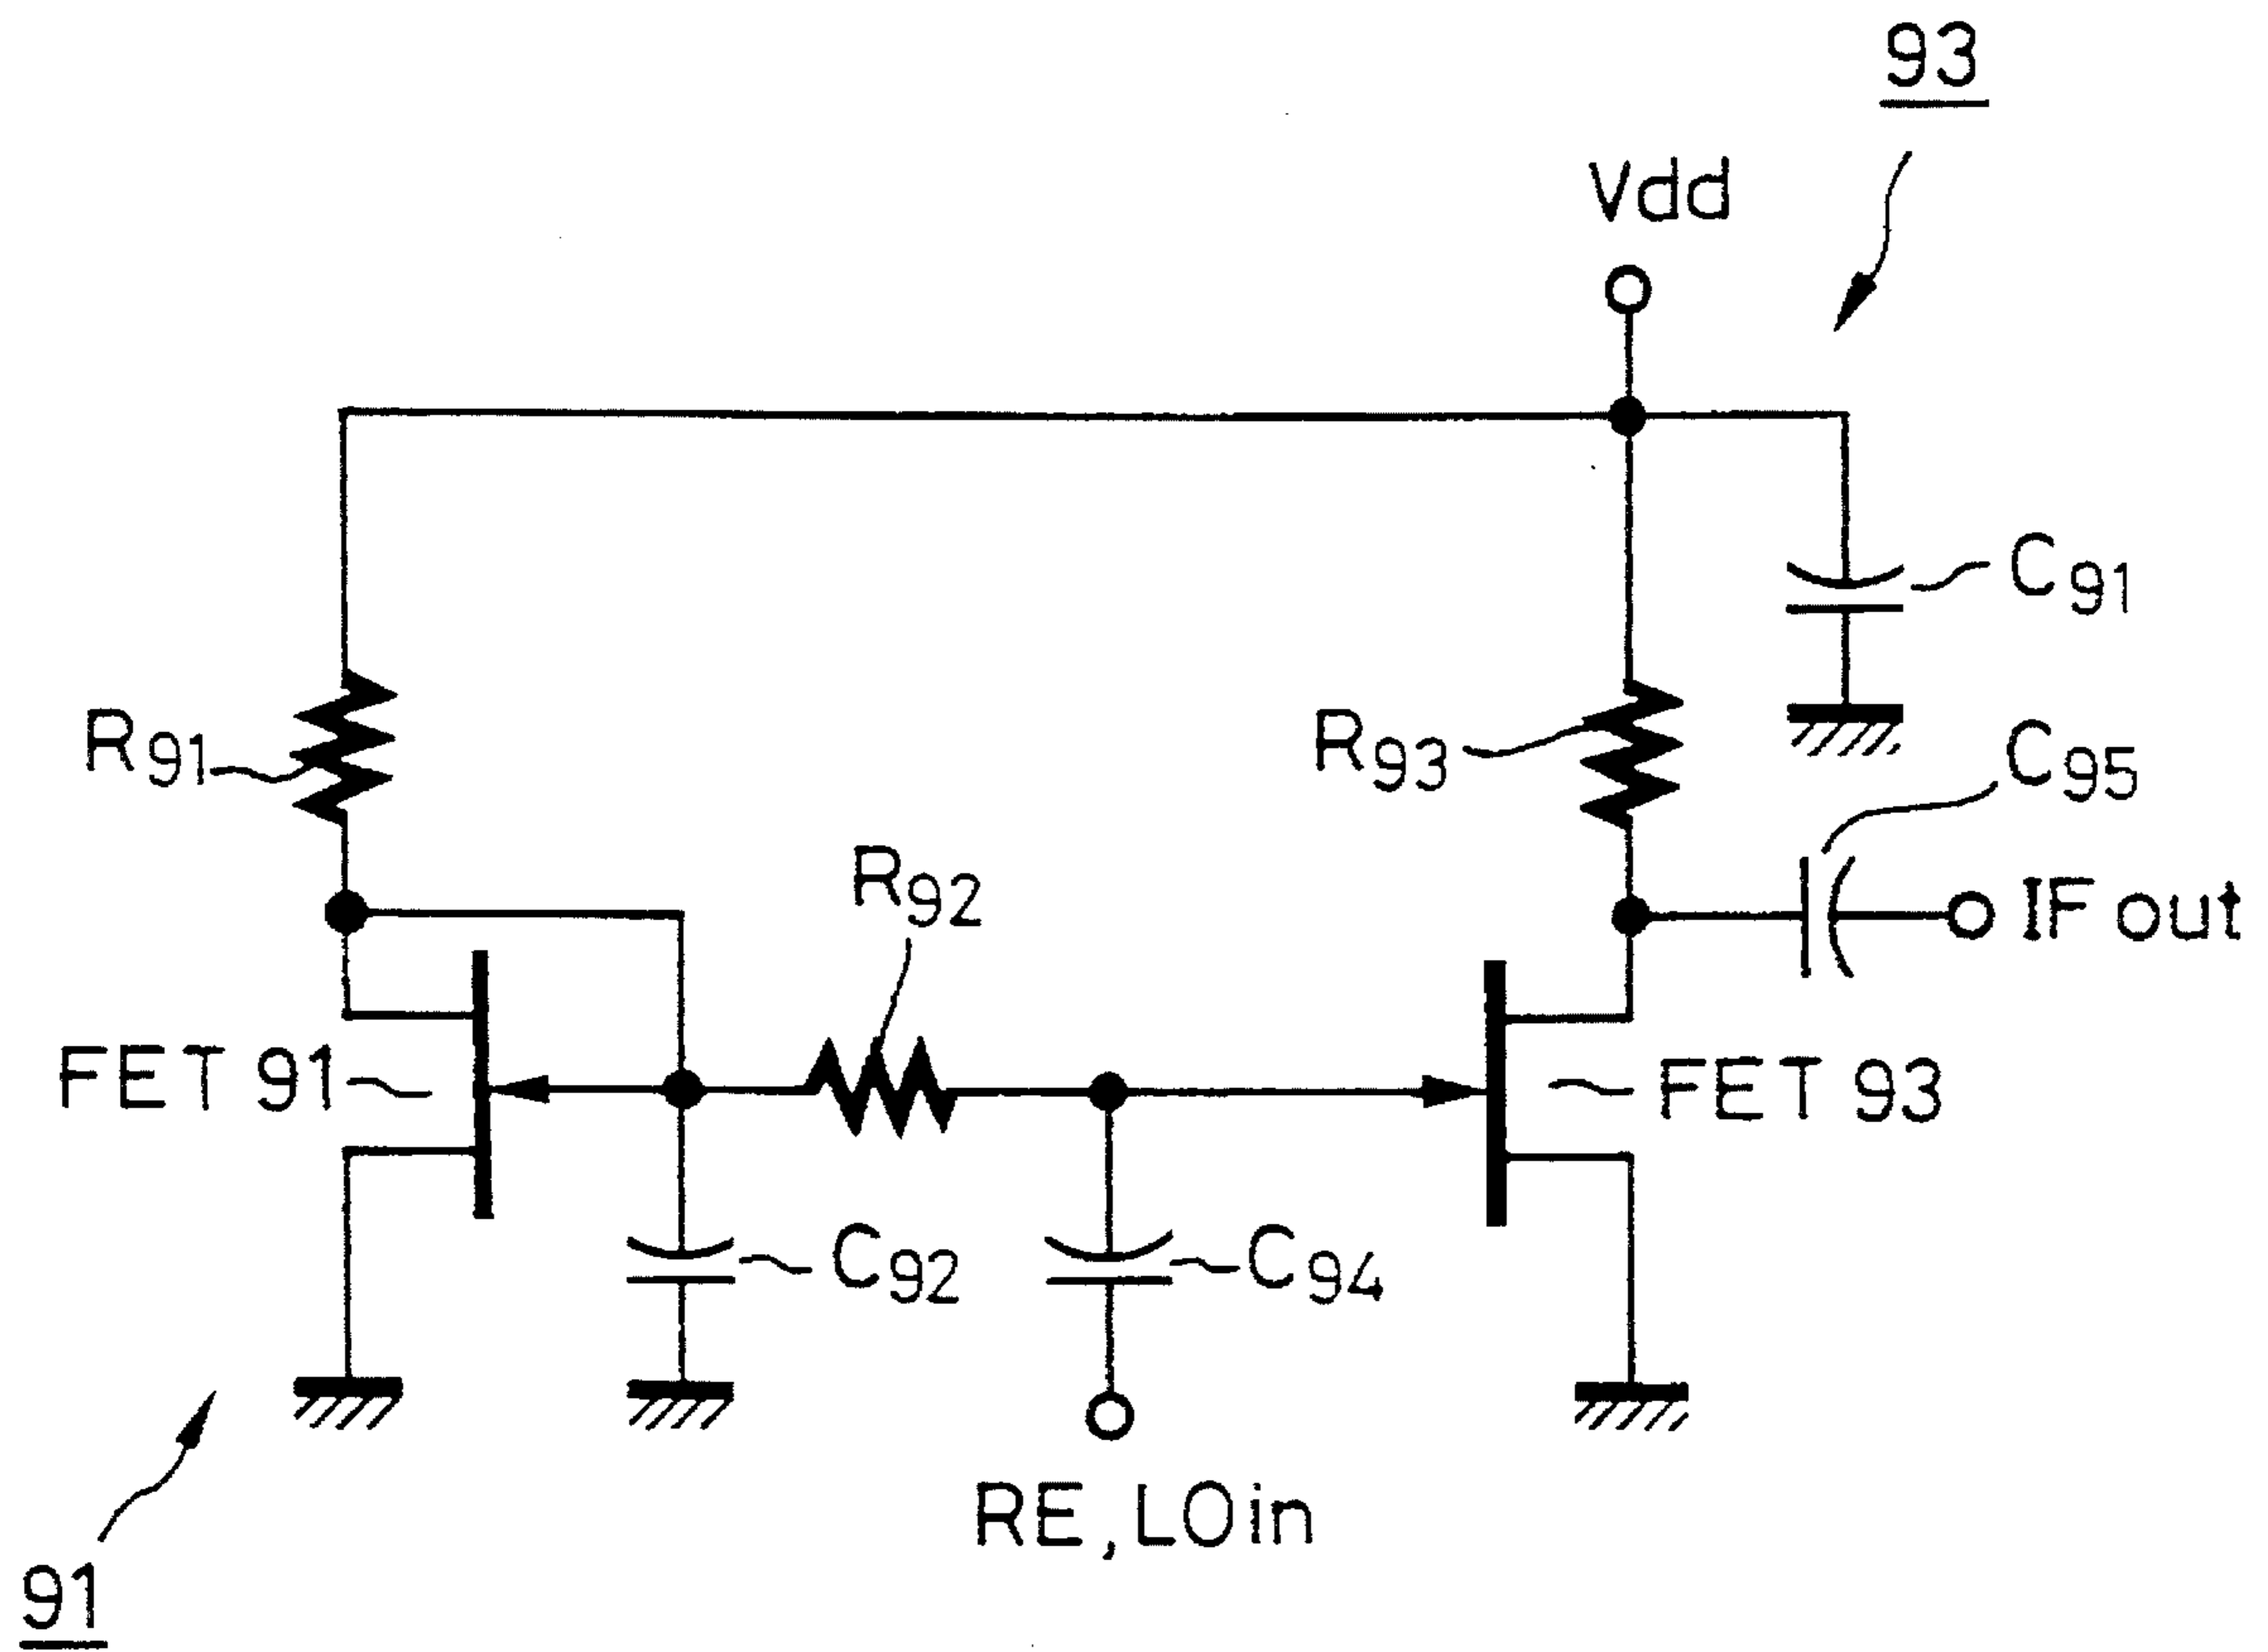 93
Vdd
C91
R91
R93
C95
R92
IF out
FET 91
FET 93
C92
C94
RE, LOin
91